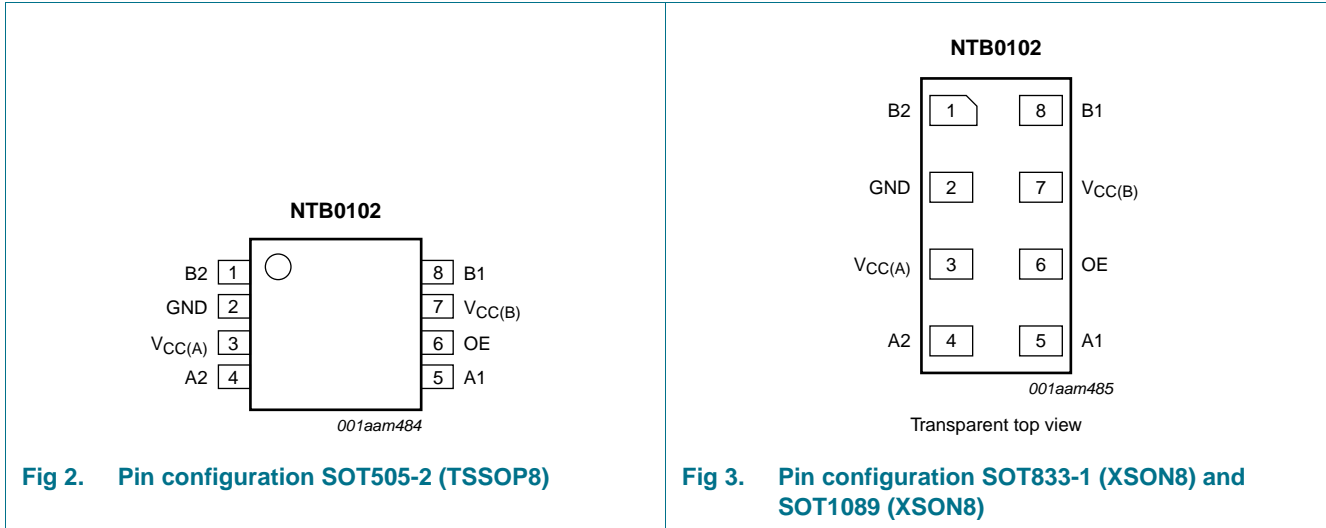 NTB0102
B2 1 8 B1
GND 2 7 VCC(B)
VCC(A) 3 6 OE
A2 4 5 A1
001aam484
Fig 2. Pin configuration SOT505-2 (TSSOP8)
NTB0102
B2 1 8 B1
GND 2 7 VCC(B)
VCC(A) 3 6 OE
A2 4 5 A1
001aam485
Transparent top view
Fig 3. Pin configuration SOT833-1 (XSON8) and
SOT1089 (XSON8)